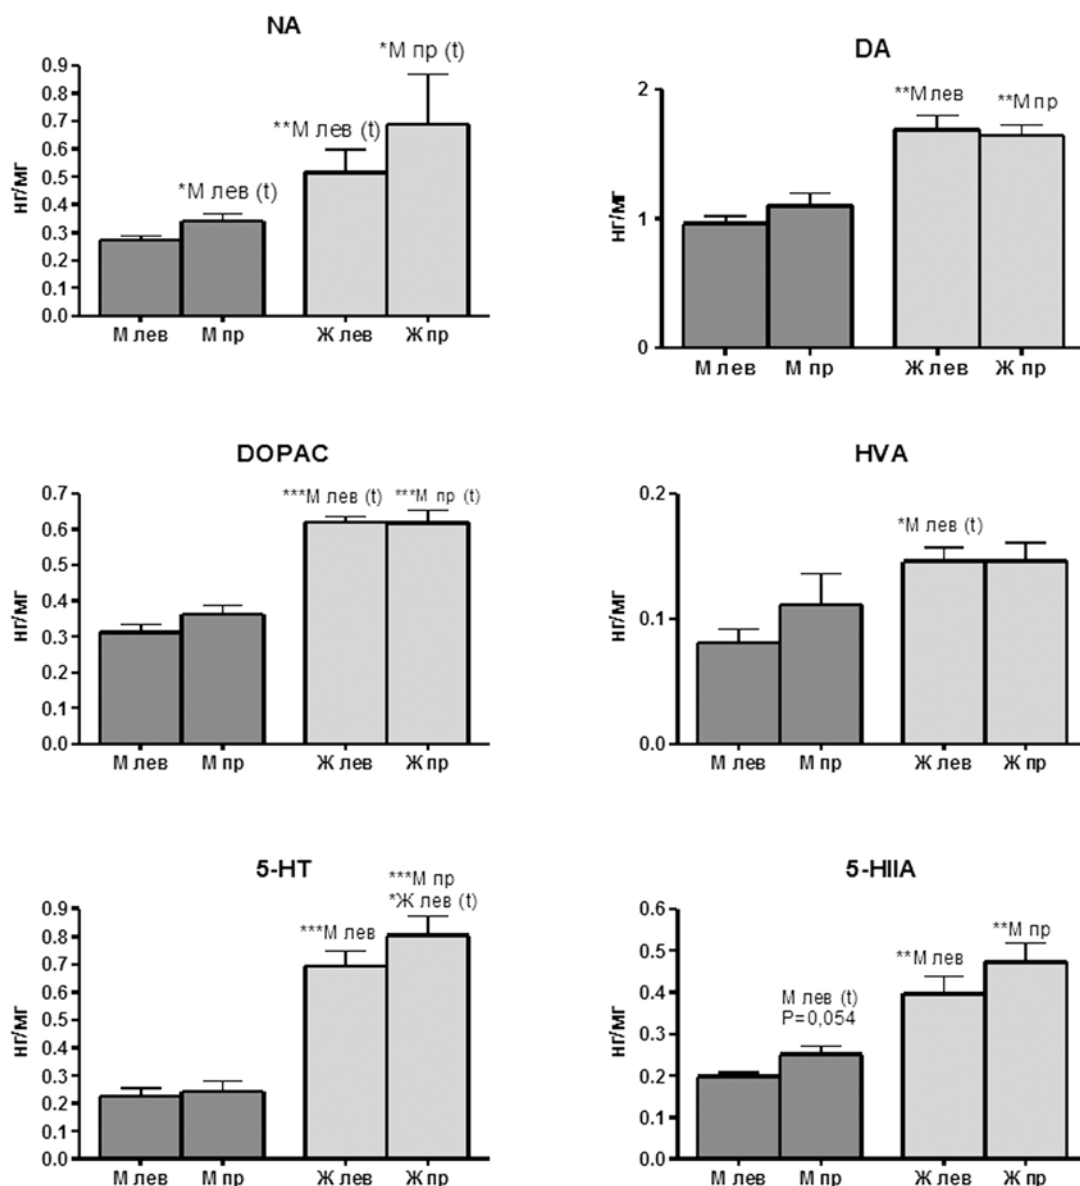 NA
*М пр (t)
**М лев (t)
*М лев (t)
нг/мг
0.9
0.8
0.7
0.6
0.5
0.4
0.3
0.2
0.1
0.0
М лев М пр Ж лев Ж пр
DA
**М лев **М пр
нг/мг
2
1
0
М лев М пр Ж лев Ж пр
DOPAC
***М лев (t) ***М пр (t)
нг/мг
0.7
0.6
0.5
0.4
0.3
0.2
0.1
0.0
М лев М пр Ж лев Ж пр
HVA
*М лев (t)
нг/мг
0.2
0.1
0.0
М лев М пр Ж лев Ж пр
5-HT
***М пр
*Ж лев (t)
***М лев
нг/мг
0.9
0.8
0.7
0.6
0.5
0.4
0.3
0.2
0.1
0.0
М лев М пр Ж лев Ж пр
5-HIIA
**М пр
**М лев
М лев (t)
P=0,054
нг/мг
0.6
0.5
0.4
0.3
0.2
0.1
0.0
М лев М пр Ж лев Ж пр